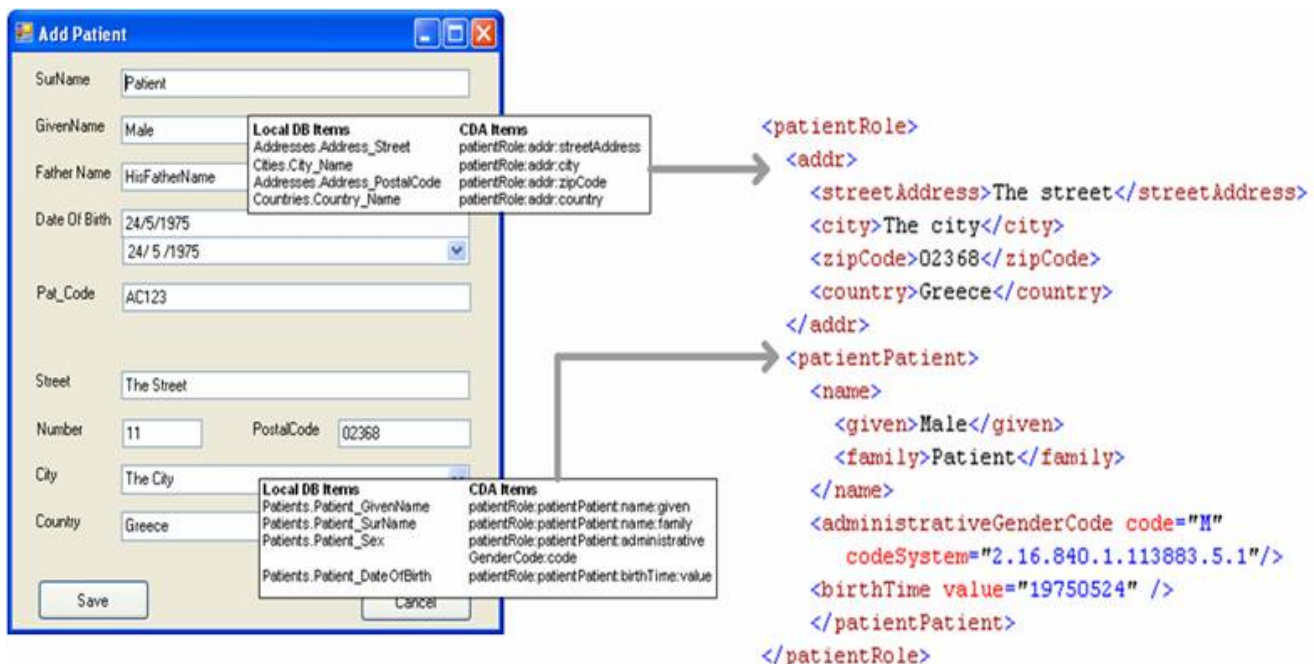 Add Patient
SurName Patient
GivenName Male
Father Name HisFatherName
Date Of Birth 24/5/1975
24/ 5 /1975
Pat_Code AC123
Street The Street
Number 11 PostalCode 02368
City The City
Country Greece
Save Cancel
Local DB Items CDA Items
Addresses.Address_Street patientRole:addr:streetAddress
Cities.City_Name patientRole:addr:city
Addresses.Address_PostalCode patientRole:addr:zipCode
Countries.Country_Name patientRole:addr:country
Local DB Items CDA Items
Patients.Patient_GivenName patientRole:patientPatient:name:given
Patients.Patient_SurName patientRole:patientPatient:name:family
Patients.Patient_Sex patientRole:patientPatient:administrative
GenderCode:code
Patients.Patient_DateOfBirth patientRole:patientPatient:birthTime:value
<patientRole>
<addr>
<streetAddress>The street</streetAddress>
<city>The city</city>
<zipCode>02368</zipCode>
<country>Greece</country>
</addr>
<patientPatient>
<name>
<given>Male</given>
<family>Patient</family>
</name>
<administrativeGenderCode code="M"
codeSystem="2.16.840.1.113883.5.1"/>
<birthTime value="19750524" />
</patientPatient>
</patientRole>